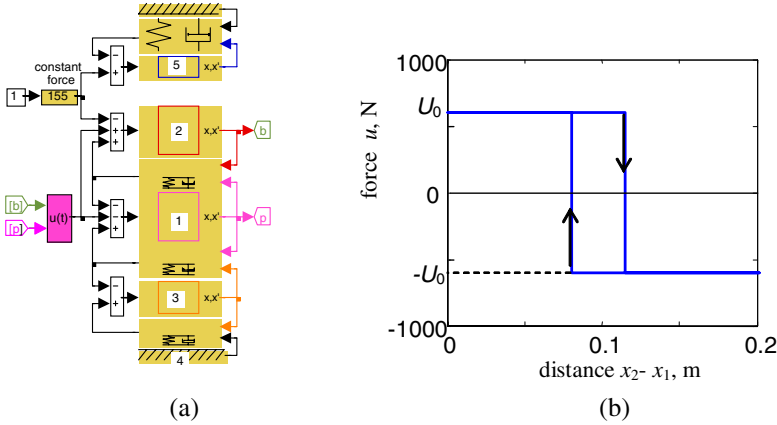 5
x,x'
constant
force
1
155
2
x,x'
b
[b]
[p]
u(t)
1
x,x'
p
3
x,x'
4
(a)
force u, N
1000
U0
0
-U0
-1000
0
0.1
0.2
distance x2- x1, m
(b)